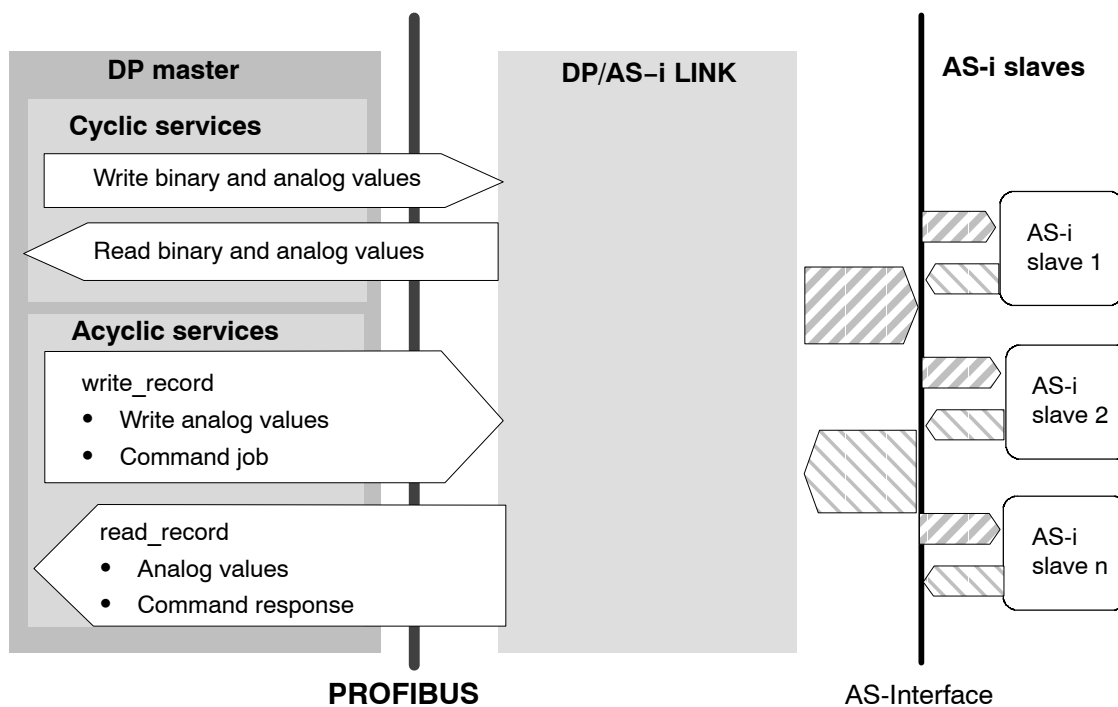 DP master
DP/AS–i LINK
AS-i slaves
Cyclic services
Write binary and analog values
Read binary and analog values
Acyclic services
write_record
• Write analog values
• Command job
read_record
• Analog values
• Command response
AS-i
slave 1
AS-i
slave 2
AS-i
slave n
PROFIBUS
AS-Interface